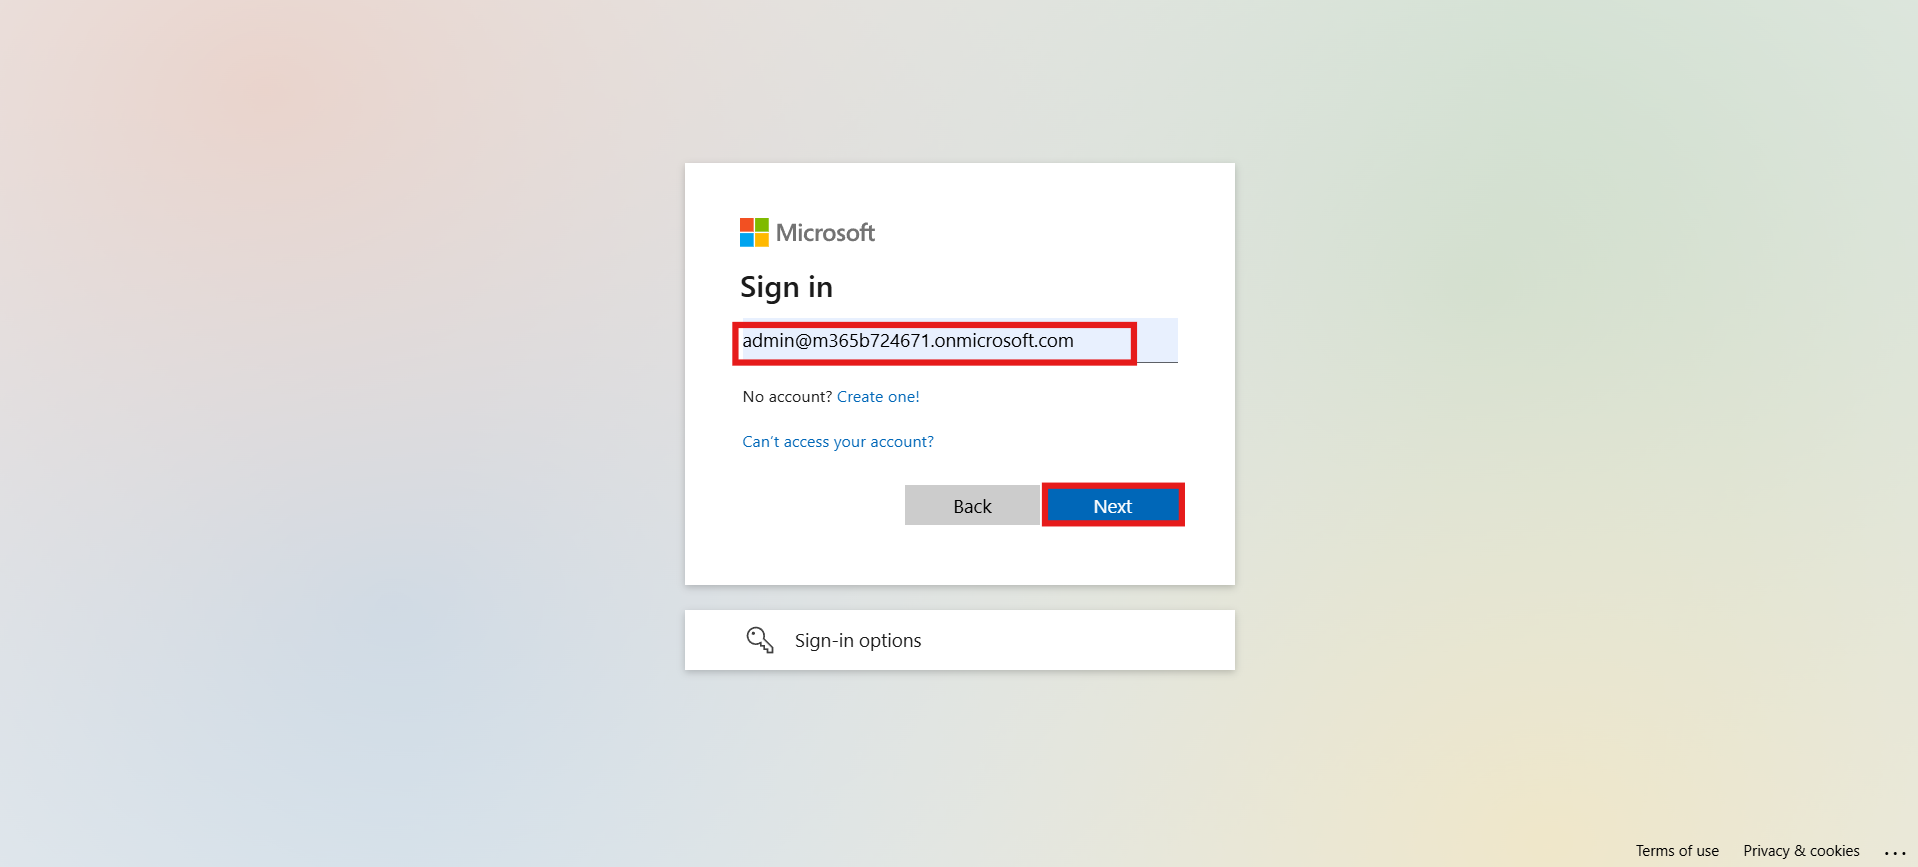 Microsoft
Sign in
admin@m365b724671.onmicrosoft.com
No account? Create one!
Can't access your account?
Back
Next
Sign-in options
Terms of use
Privacy & cookies
...